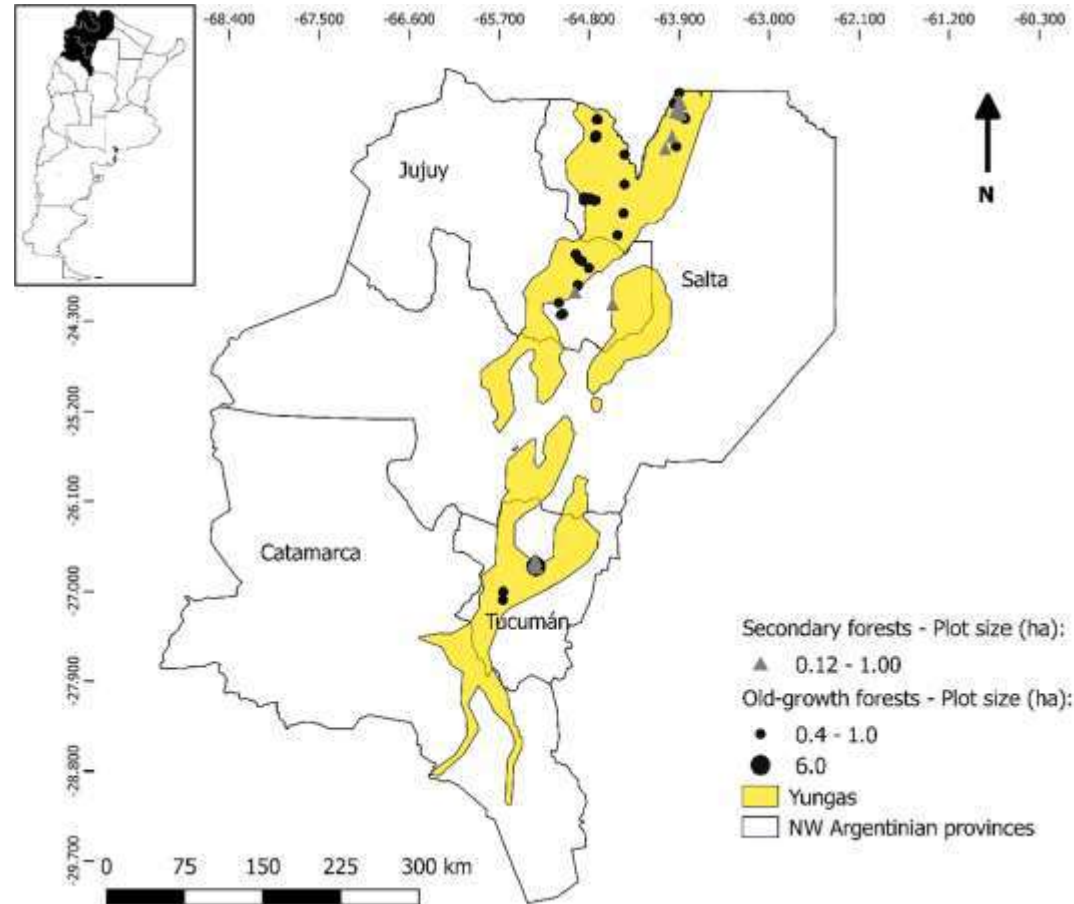 -68.400 -67.500 -66.600 -65.700 -64.800 -63.900 -63.000 -62.100 -61.200 -60.300
N
Jujuy
Salta
Catamarca
Tucumán
-24.300
-25.200
-26.100
-27.000
-27.900
-28.800
-29.700
Secondary forests - Plot size (ha):
0.12 - 1.00
Old-growth forests - Plot size (ha):
0.4 - 1.0
6.0
Yungas
NW Argentinian provinces
0 75 150 225 300 km